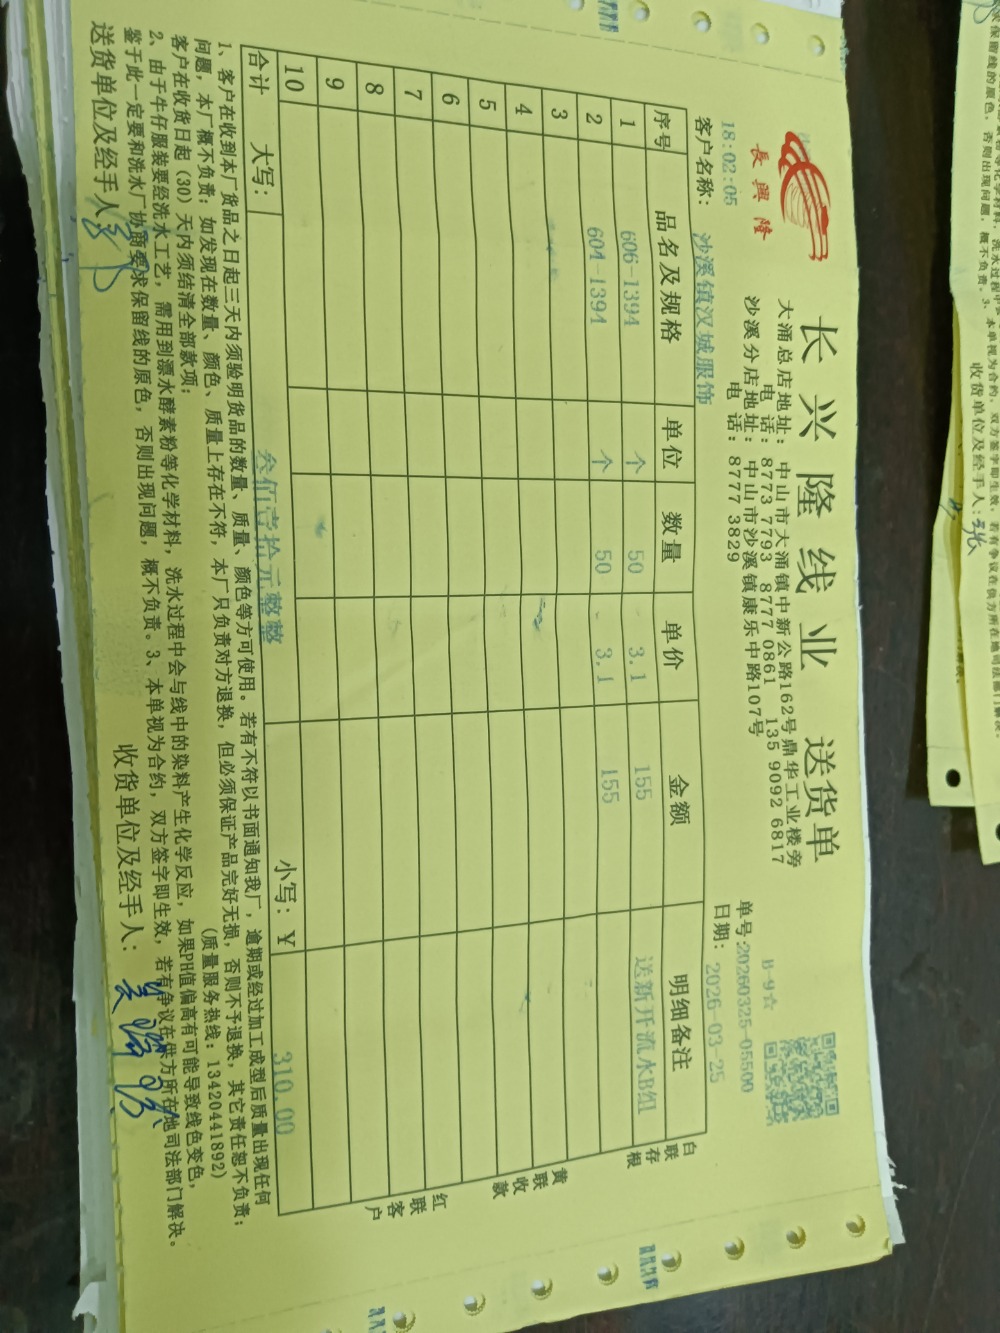 长兴隆线业 送货单
長興隆
大涌总店地址：中山市大涌镇中新公路162号鼎华工业楼旁
电 话：8773 7793 8777 0861 135 9092 6817
沙溪分店地址：中山市沙溪镇康乐中路107号
电 话：8777 3829
B-9☆
单号:20260325-05500
18:02:05
日期：2026-03-25
客户名称：沙溪镇汉城服饰
序号 品名及规格 单位 数量 单价 金额 明细备注
1 606-1394 个 50 3.1 155 送新开流水B组
2 604-1394 个 50 3.1 155
3
4
5
6
7
8
9
10
合计 大写：叁佰壹拾元整整 小写：¥ 310.00
白联存根
黄联收款
红联客户
1、客户在收到本厂货品之日起三天内须验明货品的数量、质量、颜色等方可使用。若有不符以书面通知我厂，逾期或经过加工成型后质量出现任何
问题，本厂概不负责；如发现在数量、颜色、质量上存在不符，本厂只负责对方退换，但必须保证产品完好无损，否则不予退换，其它责任恕不负责；
客户在收货日起（30）天内须结清全部款项； （质量服务热线：13420441892）
2、由于牛仔服装要经洗水工艺，需用到漂水酵素粉等化学材料，洗水过程中会与线中的染料产生化学反应，如果PH值偏高有可能导致线色变色，
鉴于此一定要和洗水厂协商要求保留线的原色，否则出现问题，概不负责。3、本单视为合约，双方签字即生效，若有争议在供方所在地司法部门解决。
送货单位及经手人： 收货单位及经手人：
收货单位及经手人：